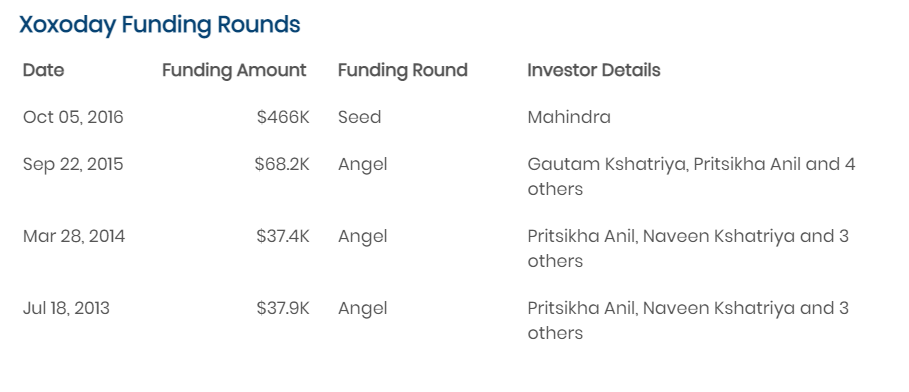 Xoxoday Funding Rounds
Date Funding Amount Funding Round Investor Details
Oct 05, 2016 $466K Seed Mahindra
Sep 22, 2015 $68.2K Angel Gautam Kshatriya, Pritsikha Anil and 4
others
Mar 28, 2014 $37.4K Angel Pritsikha Anil, Naveen Kshatriya and 3
others
Jul 18, 2013 $37.9K Angel Pritsikha Anil, Naveen Kshatriya and 3
others